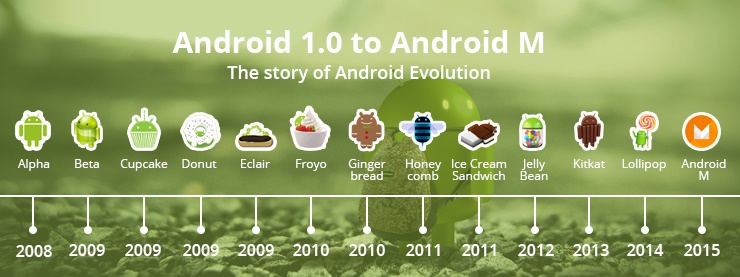 Android 1.0 to Android M
The story of Android Evolution
Alpha
Beta
Cupcake
Donut
Eclair
Froyo
Ginger
bread
Honey
comb
Ice Cream
Sandwich
Jelly
Bean
Kitkat
Lollipop
Android
M
2008
2009
2009
2009
2009
2010
2010
2011
2011
2012
2013
2014
2015